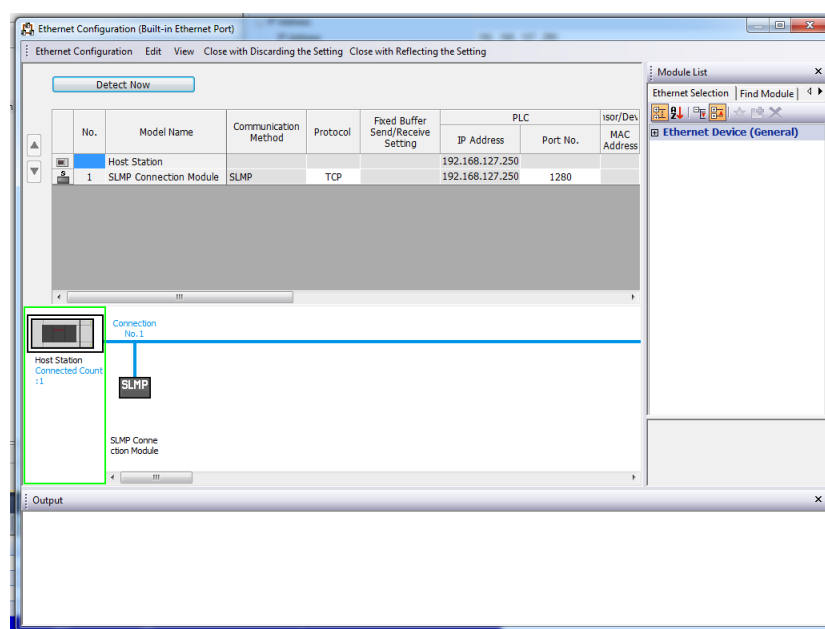 Ethernet Configuration (Built-in Ethernet Port)
Ethernet Configuration Edit View Close with Discarding the Setting Close with Reflecting the Setting
Detect Now
Module List
Ethernet Selection Find Module
Ethernet Device (General)
No. Model Name Communication Method Protocol Fixed Buffer Send/Receive Setting PLC
IP Address Port No. MAC Address
Host Station 192.168.127.250
1 SLMP Connection Module SLMP TCP 192.168.127.250 1280
Connection
No.1
Host Station
Connected Count
:1
SLMP
SLMP Conne
ction Module
Output